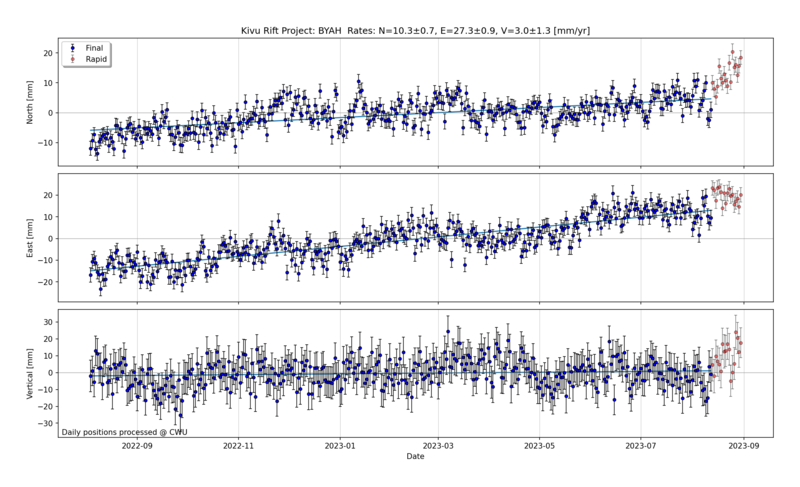 Kivu Rift Project: BYAH Rates: N=10.3±0.7, E=27.3±0.9, V=3.0±1.3 [mm/yr]
Final
Rapid
20
10
0
−10
North [mm]
20
10
0
−10
−20
East [mm]
30
20
10
0
−10
−20
−30
Vertical [mm]
Daily positions processed @ CWU
2022-09 2022-11 2023-01 2023-03 2023-05 2023-07 2023-09
Date